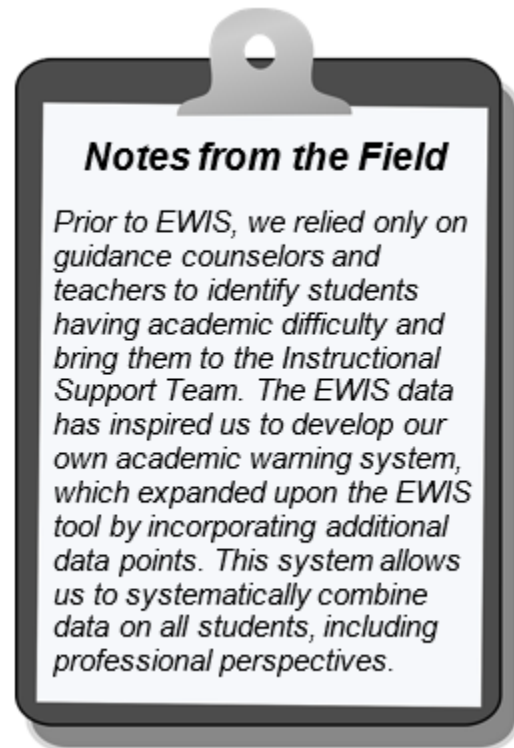 Notes from the Field
Prior to EWIS, we relied only on
guidance counselors and
teachers to identify students
having academic difficulty and
bring them to the Instructional
Support Team. The EWIS data
has inspired us to develop our
own academic warning system,
which expanded upon the EWIS
tool by incorporating additional
data points. This system allows
us to systematically combine
data on all students, including
professional perspectives.